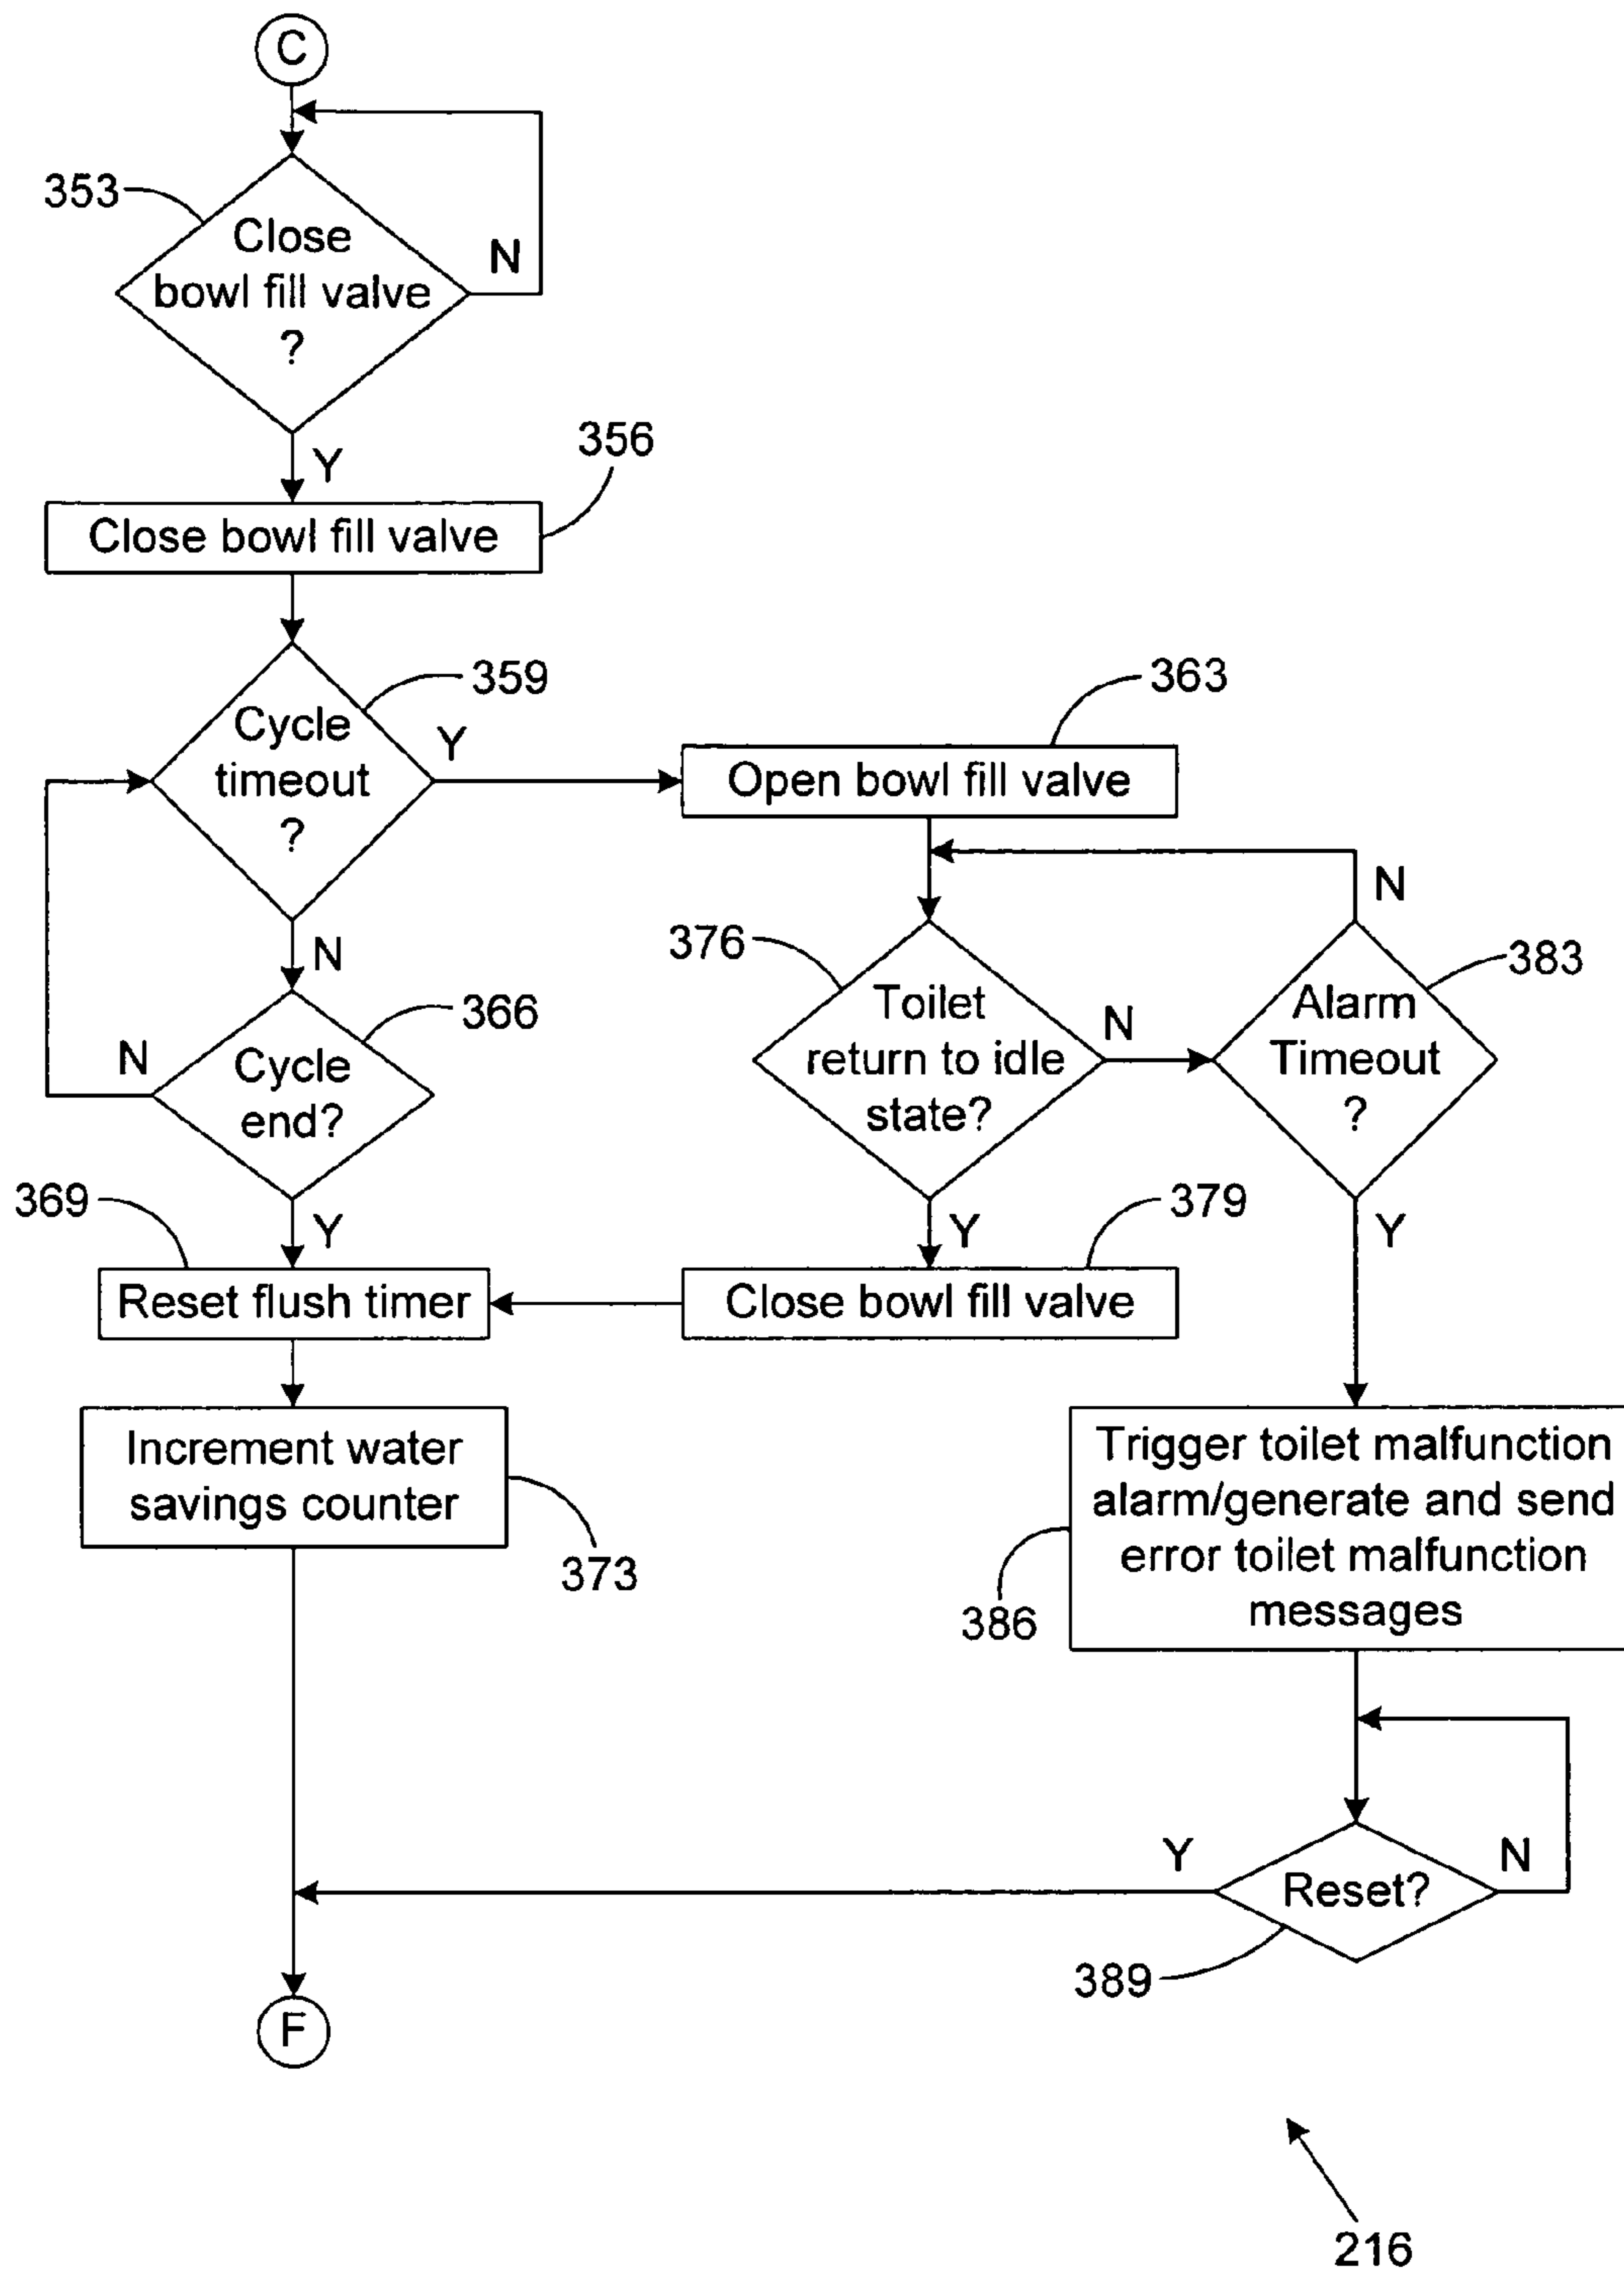 C
353
Close
bowl fill valve
?
N
Y
356
Close bowl fill valve
359
Cycle
timeout
?
Y
N
363
Open bowl fill valve
366
Cycle
end?
N
Y
376
Toilet
return to idle
state?
N
Y
383
Alarm
Timeout
?
N
Y
369
Reset flush timer
379
Close bowl fill valve
Increment water
savings counter
373
Trigger toilet malfunction
alarm/generate and send
error toilet malfunction
messages
386
Y
Reset?
N
389
F
216